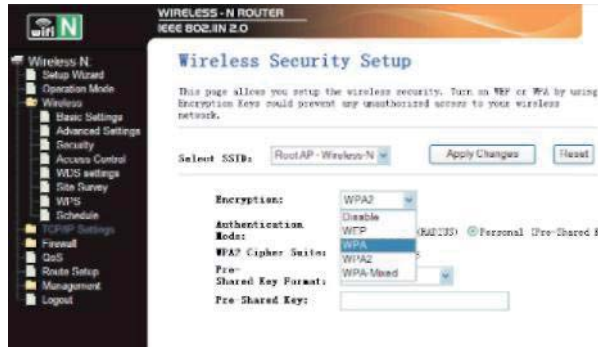 WIRELESS - N ROUTER
IEEE 802.11N 2.0
wifi N
Wireless N
Setup Wizard
Operation Mode
Wireless
Basic Settings
Advanced Settings
Security
Access Control
WDS settings
Site Survey
WPS
Schedule
TCP/IP Settings
Firewall
QoS
Route Setup
Management
Logout
Wireless Security Setup
This page allows you setup the wireless security. Turn on WEP or WPA by using
Encryption Keys could prevent any unauthorized access to your wireless
network.
Select SSID: Root AP - Wireless-N Apply Changes Reset
Encryption: WPA2
Disable
WEP
WPA
WPA2
WPA-Mixed
Authentication
Mode: (RADIUS) Personal (Pre-Shared K
WPA2 Cipher Suite: S
Pre-
Shared Key Format:
Pre-Shared Key: